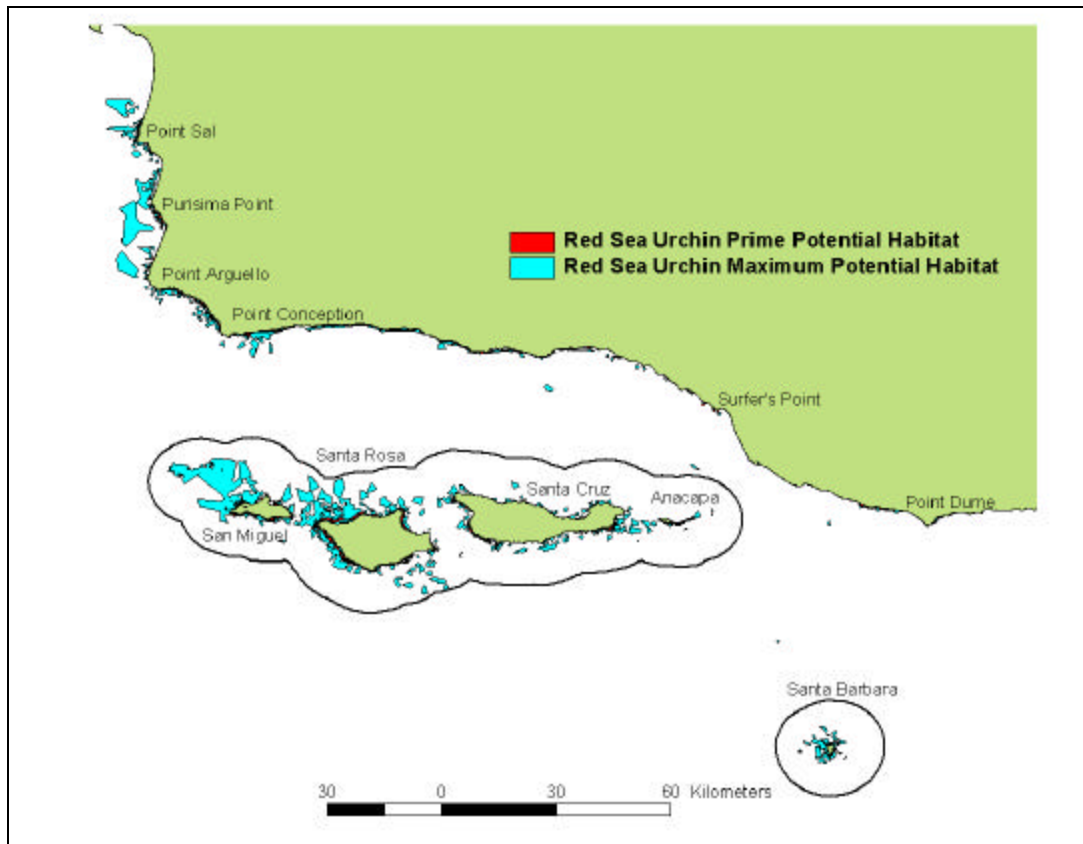 Point Sal
Purisima Point
Red Sea Urchin Prime Potential Habitat
Red Sea Urchin Maximum Potential Habitat
Point Arguello
Point Conception
Surfer's Point
Santa Rosa
Santa Cruz
Anacapa
Point Dume
San Miguel
Santa Barbara
30 0 30 60 Kilometers